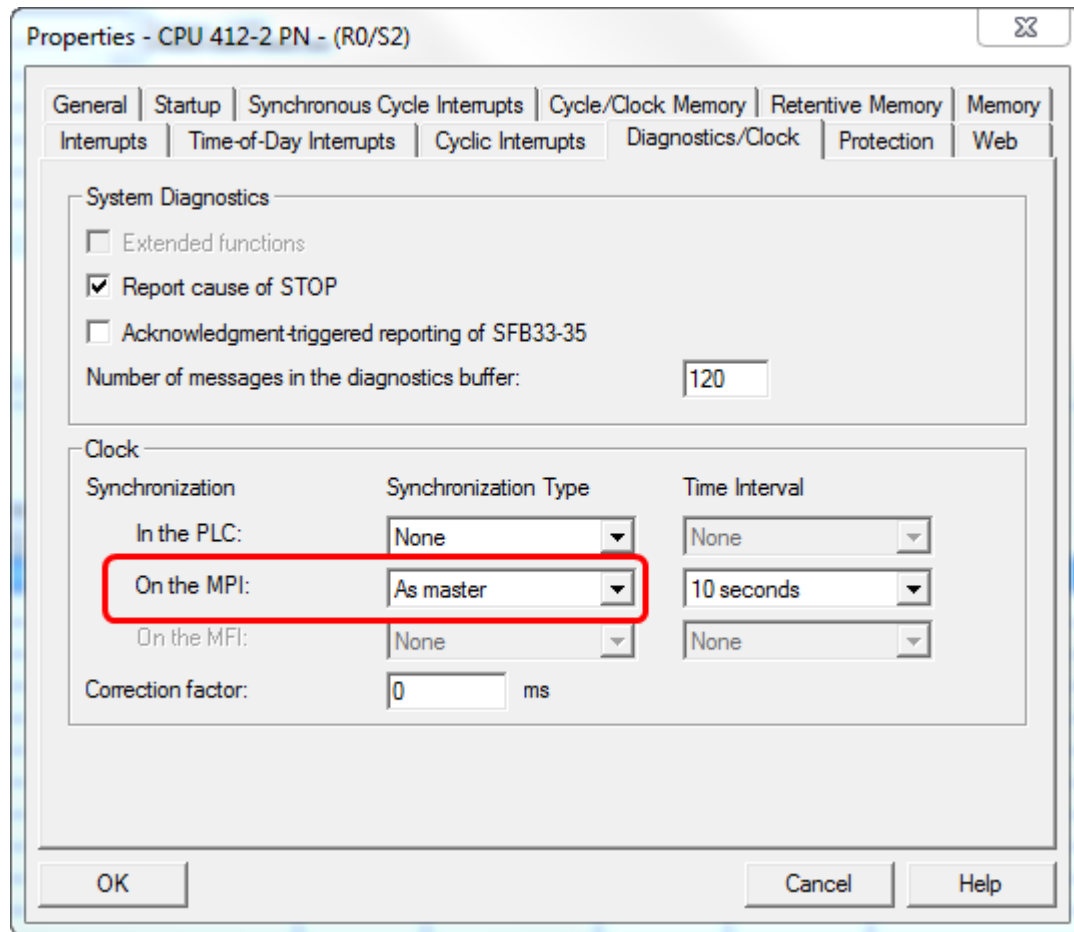 Properties - CPU 412-2 PN - (R0/S2)
General Startup Synchronous Cycle Interrupts Cycle/Clock Memory Retentive Memory Memory
Interrupts Time-of-Day Interrupts Cyclic Interrupts Diagnostics/Clock Protection Web
System Diagnostics
Extended functions
Report cause of STOP
Acknowledgment-triggered reporting of SFB33-35
Number of messages in the diagnostics buffer: 120
Clock
Synchronization Synchronization Type Time Interval
In the PLC: None None
On the MPI: As master 10 seconds
On the MFI: None None
Correction factor: 0 ms
OK Cancel Help